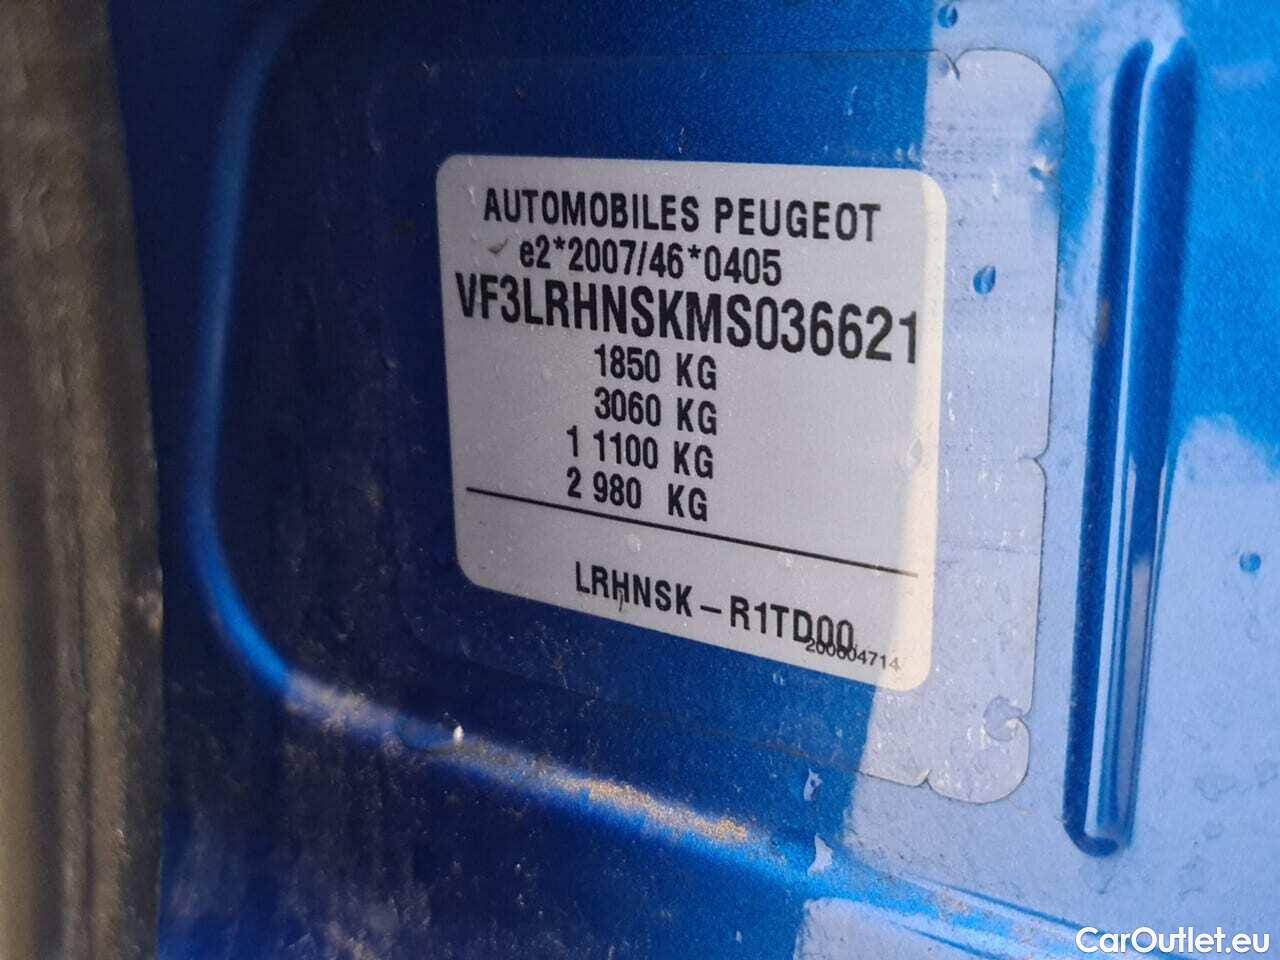 AUTOMOBILES PEUGEOT
e2*2007/46*0405
VF3LRHNSKMS036621
1850 KG
3060 KG
1 1100 KG
2 980 KG
LRHNSK-R1TD00
200604714
CarOutlet.eu